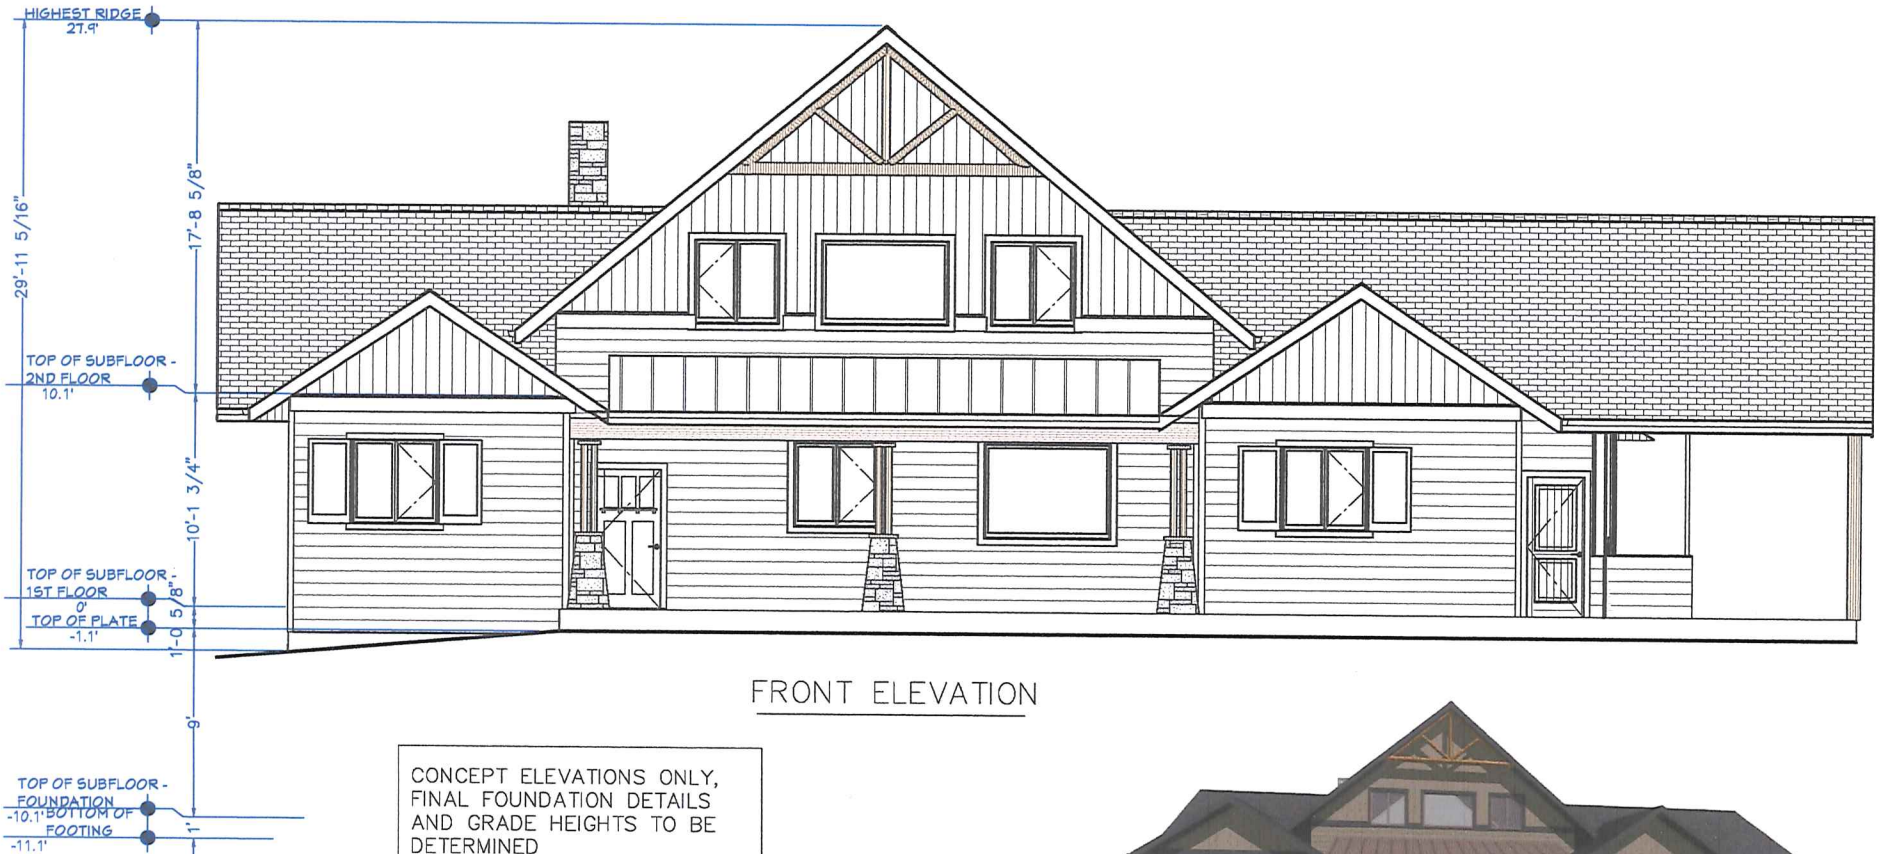 HIGHEST RIDGE
27.9'
29'-11 5/16"
17'-8 5/8"
TOP OF SUBFLOOR -
2ND FLOOR
10.1'
10'-1 3/4"
TOP OF SUBFLOOR -
1ST FLOOR
0'
TOP OF PLATE
-1.1'
1'-0 5/8"
9'
FRONT ELEVATION
CONCEPT ELEVATIONS ONLY,
FINAL FOUNDATION DETAILS
AND GRADE HEIGHTS TO BE
DETERMINED
TOP OF SUBFLOOR -
FOUNDATION
-10.1'
BOTTOM OF
FOOTING
-11.1'
1'